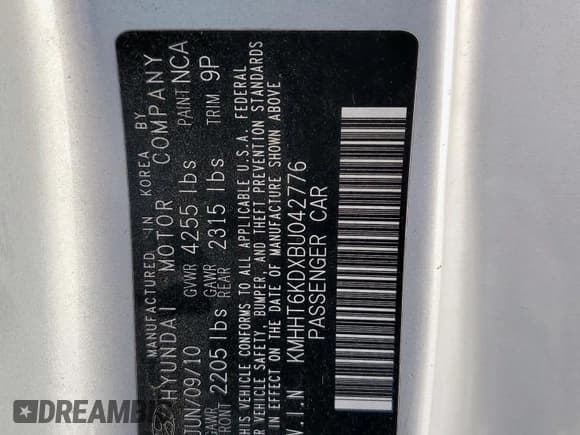 MANUFACTURED IN KOREA BY
HYUNDAI MOTOR COMPANY
JUN/09/10 GVWR 4255 lbs PAINT NCA
GAWR FRONT 2205 lbs GAWR REAR 2315 lbs TRIM 9P
THIS VEHICLE CONFORMS TO ALL APPLICABLE U.S.A. FEDERAL
VEHICLE SAFETY, BUMPER, AND THEFT PREVENTION STANDARDS
IN EFFECT ON THE DATE OF MANUFACTURE SHOWN ABOVE.
V.I.N KMHHT6KDXBU042776
PASSENGER CAR
DREAMBID